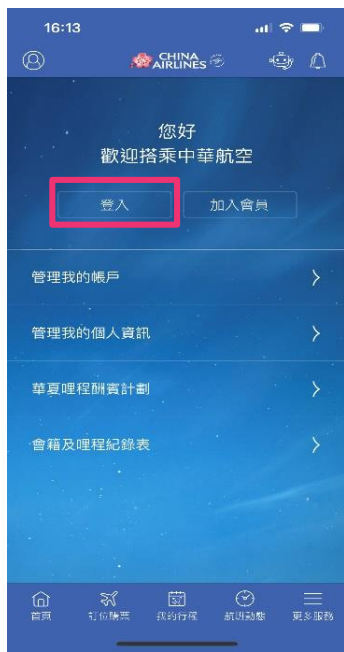 16:13
CHINA
AIRLINES
您好
歡迎搭乘中華航空
登入
加入會員
管理我的帳戶
管理我的個人資訊
華夏哩程酬賓計劃
會籍及哩程紀錄表
首頁
訂位購票
我的行程
航班動態
更多服務